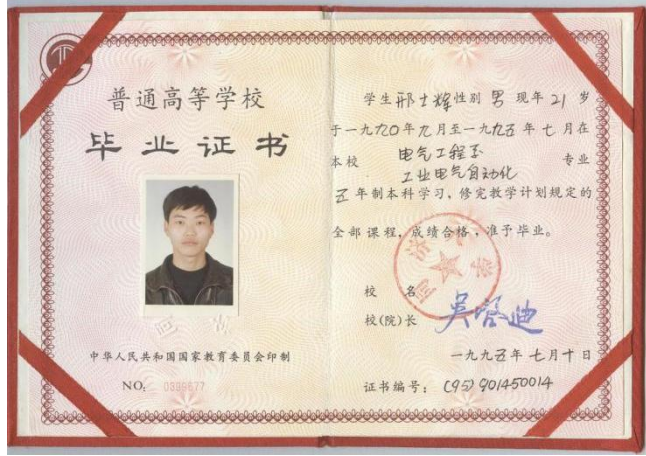 普通高等学校
毕业证书
中华人民共和国国家教育委员会印制
NO: 0339577
学生邢士辉性别 男 现年 21 岁
于一九九〇年九月至一九九五年七月在
本校 电气工程系 专业
工业电气自动化
五年制本科学习，修完教学计划规定的
全部课程，成绩合格，准予毕业。
校 名
校(院)长 吴启迪
一九九五年七月十日
证书编号： (95) 901450014